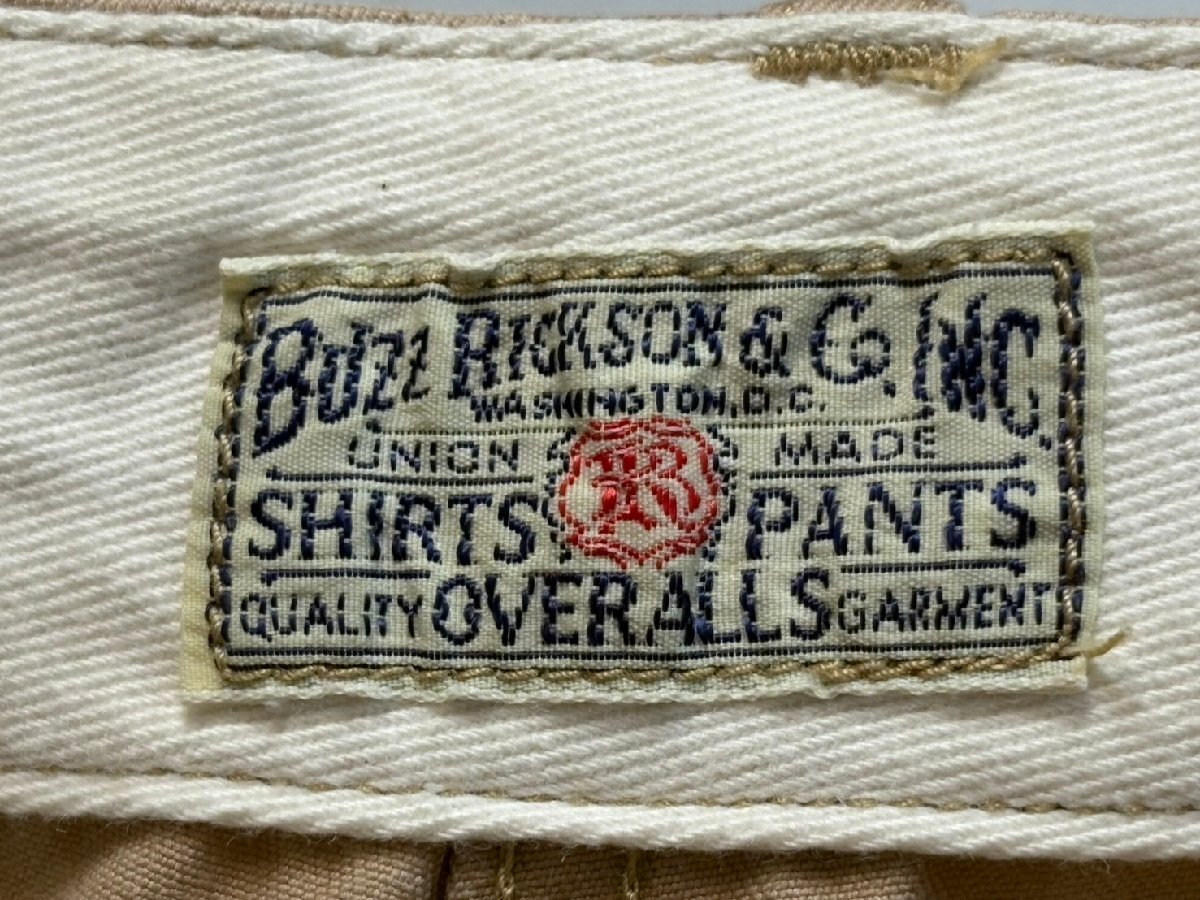 BUZZ RICKSON & CO. INC.
WASHINGTON, D.C.
UNION MADE
SHIRTS R PANTS
QUALITY OVERALLS GARMENT